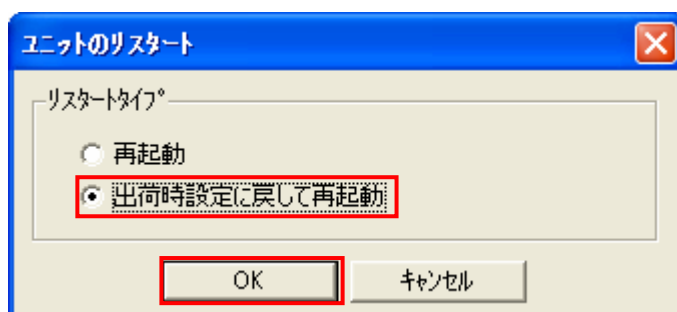 ユニットのリスタート
リスタートタイプ
再起動
出荷時設定に戻して再起動
OK
キャンセル